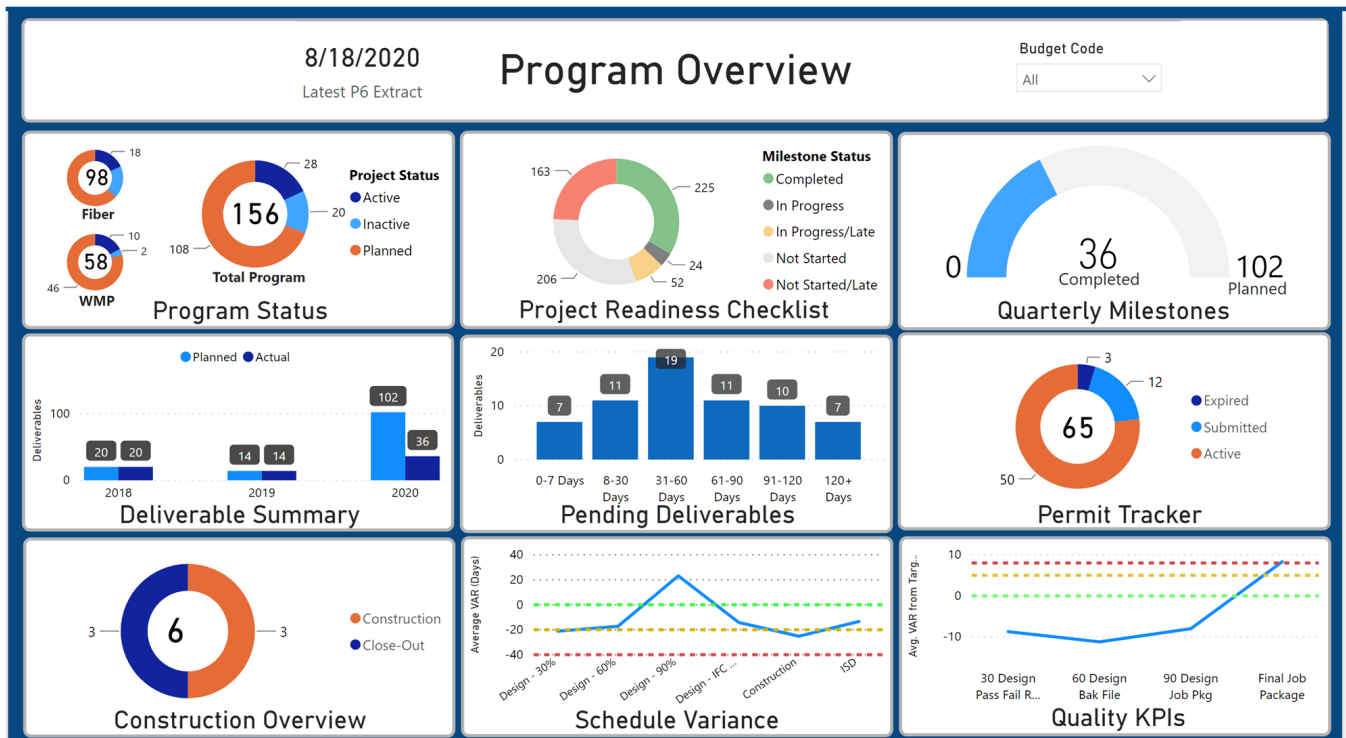 8/18/2020
Latest P6 Extract
Program Overview
Budget Code
All
18
98
Fiber
10
2
58
46
WMP
28
20
156
108
Total Program
Project Status
Active
Inactive
Planned
Program Status
163
225
24
52
206
Milestone Status
Completed
In Progress
In Progress/Late
Not Started
Not Started/Late
Project Readiness Checklist
0
36
Completed
102
Planned
Quarterly Milestones
Planned
Actual
Deliverables
100
0
20
20
14
14
102
36
2018
2019
2020
Deliverable Summary
Deliverables
20
10
0
7
11
19
11
10
7
0-7 Days
8-30
Days
31-60
Days
61-90
Days
91-120
Days
120+
Days
Pending Deliverables
3
12
65
50
Expired
Submitted
Active
Permit Tracker
3
6
3
Construction
Close-Out
Construction Overview
Average VAR (Days)
40
20
0
-20
-40
Design - 30%
Design - 60%
Design - 90%
Design - IFC ...
Construction
ISD
Schedule Variance
Avg. VAR from Targ...
10
0
-10
30 Design
Pass Fail R...
60 Design
Bak File
90 Design
Job Pkg
Final Job
Package
Quality KPIs